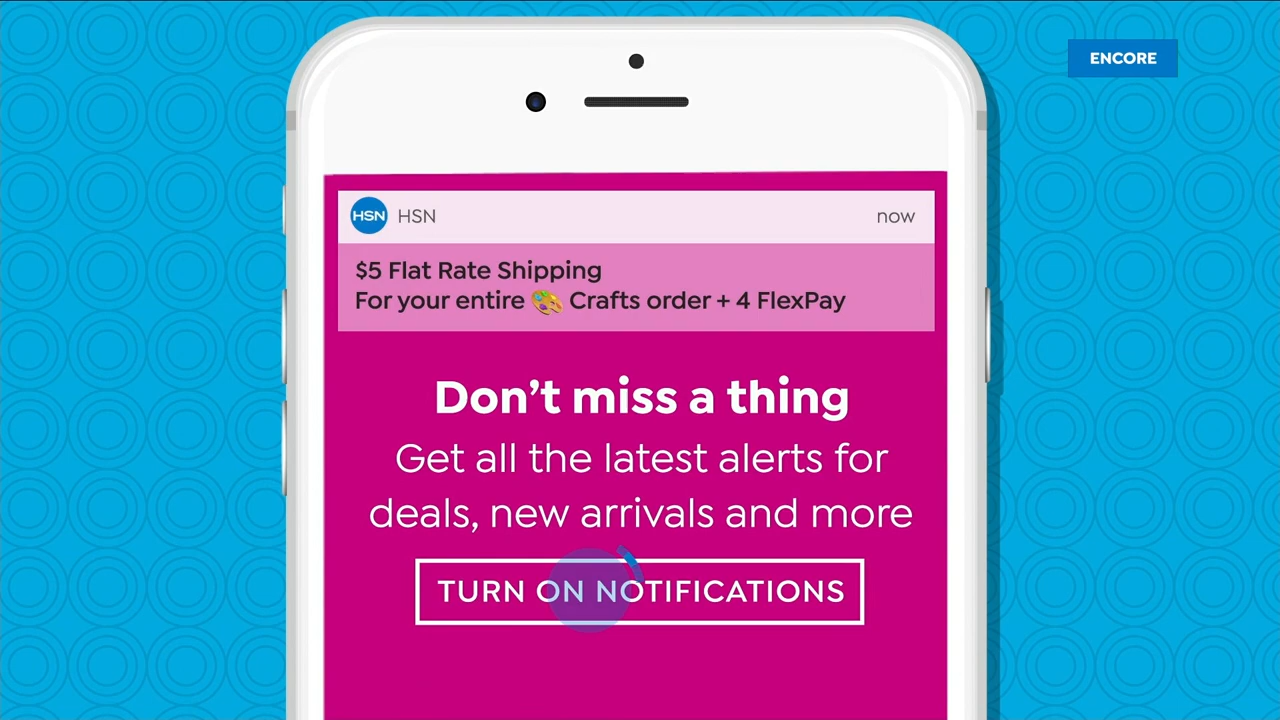 ENCORE
HSN HSN now
$5 Flat Rate Shipping
For your entire 🎨 Crafts order + 4 FlexPay
Don't miss a thing
Get all the latest alerts for
deals, new arrivals and more
TURN ON NOTIFICATIONS